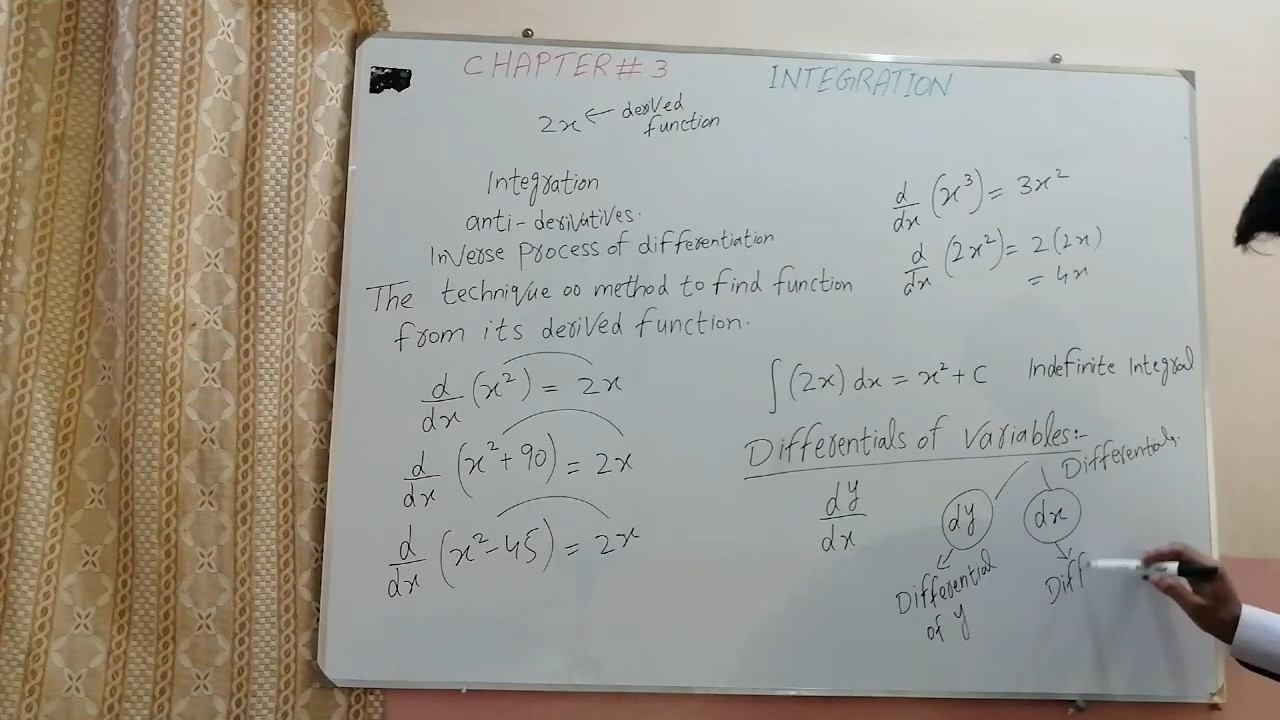 CHAPTER # 3
INTEGRATION
2x ← derived
function
Integration
anti-derivatives.
Inverse Process of differentiation
The technique or method to find function
from its derived function.
d/dx (x²) = 2x
d/dx (x² + 90) = 2x
d/dx (x² - 45) = 2x
d/dx (x³) = 3x²
d/dx (2x²) = 2(2x)
= 4x
∫(2x) dx = x² + C Indefinite Integral
Differentials of Variables:-
Differentials.
dy/dx
dy dx
Differential
of y
Diff